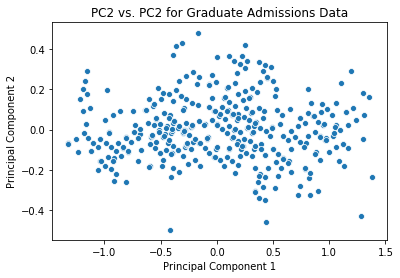 PC2 vs. PC2 for Graduate Admissions Data
0.4
0.2
0.0
−0.2
−0.4
Principal Component 2
−1.0 −0.5 0.0 0.5 1.0 1.5
Principal Component 1